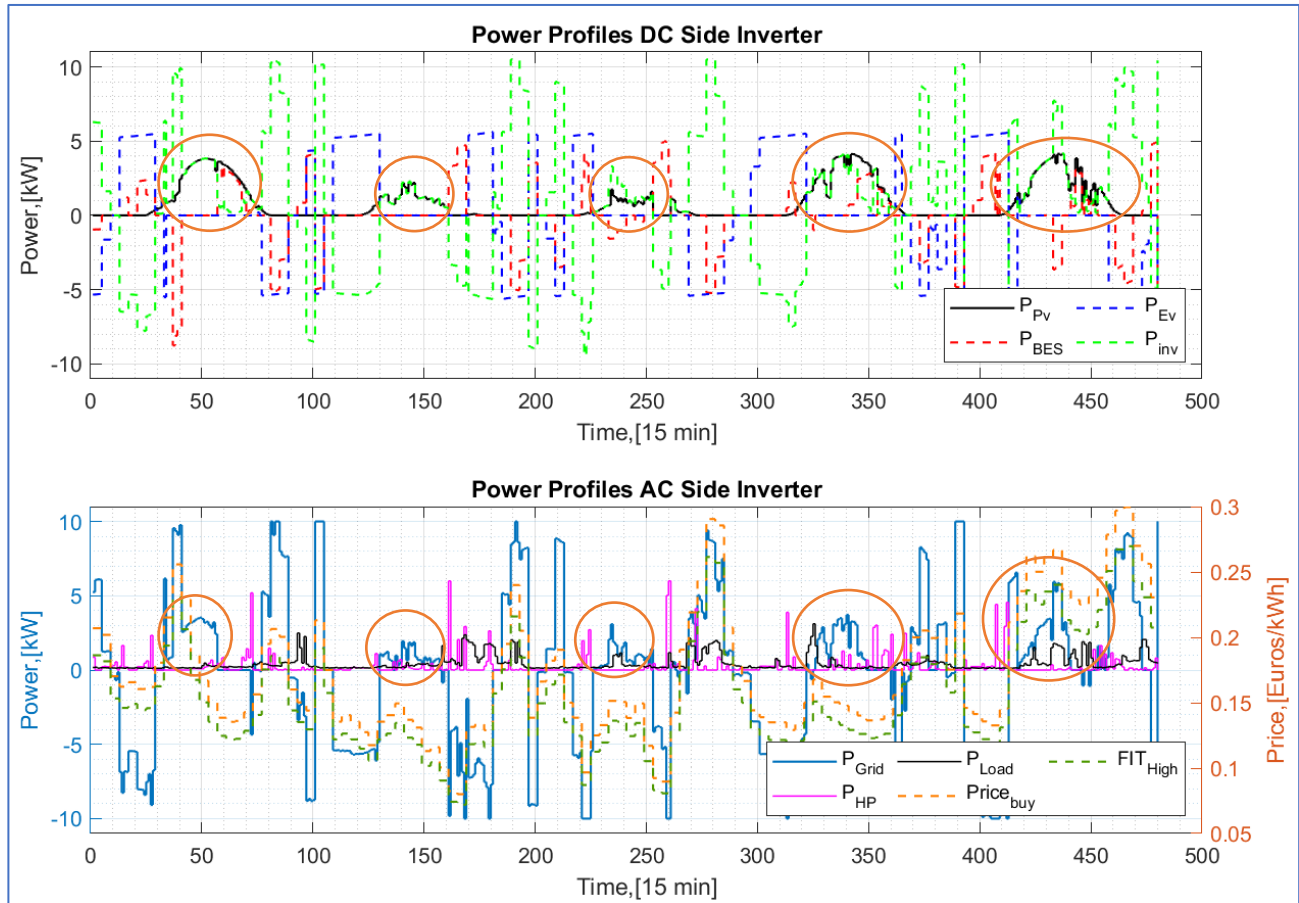 Power Profiles DC Side Inverter
10
5
0
-5
-10
Power,[kW]
P_Pv P_Ev
P_BES P_inv
0 50 100 150 200 250 300 350 400 450 500
Time,[15 min]
Power Profiles AC Side Inverter
10
5
0
-5
-10
Power,[kW]
0.3
0.25
0.2
0.15
0.1
0.05
Price,[Euros/kWh]
P_Grid P_Load FIT_High
P_HP Price_buy
0 50 100 150 200 250 300 350 400 450 500
Time,[15 min]